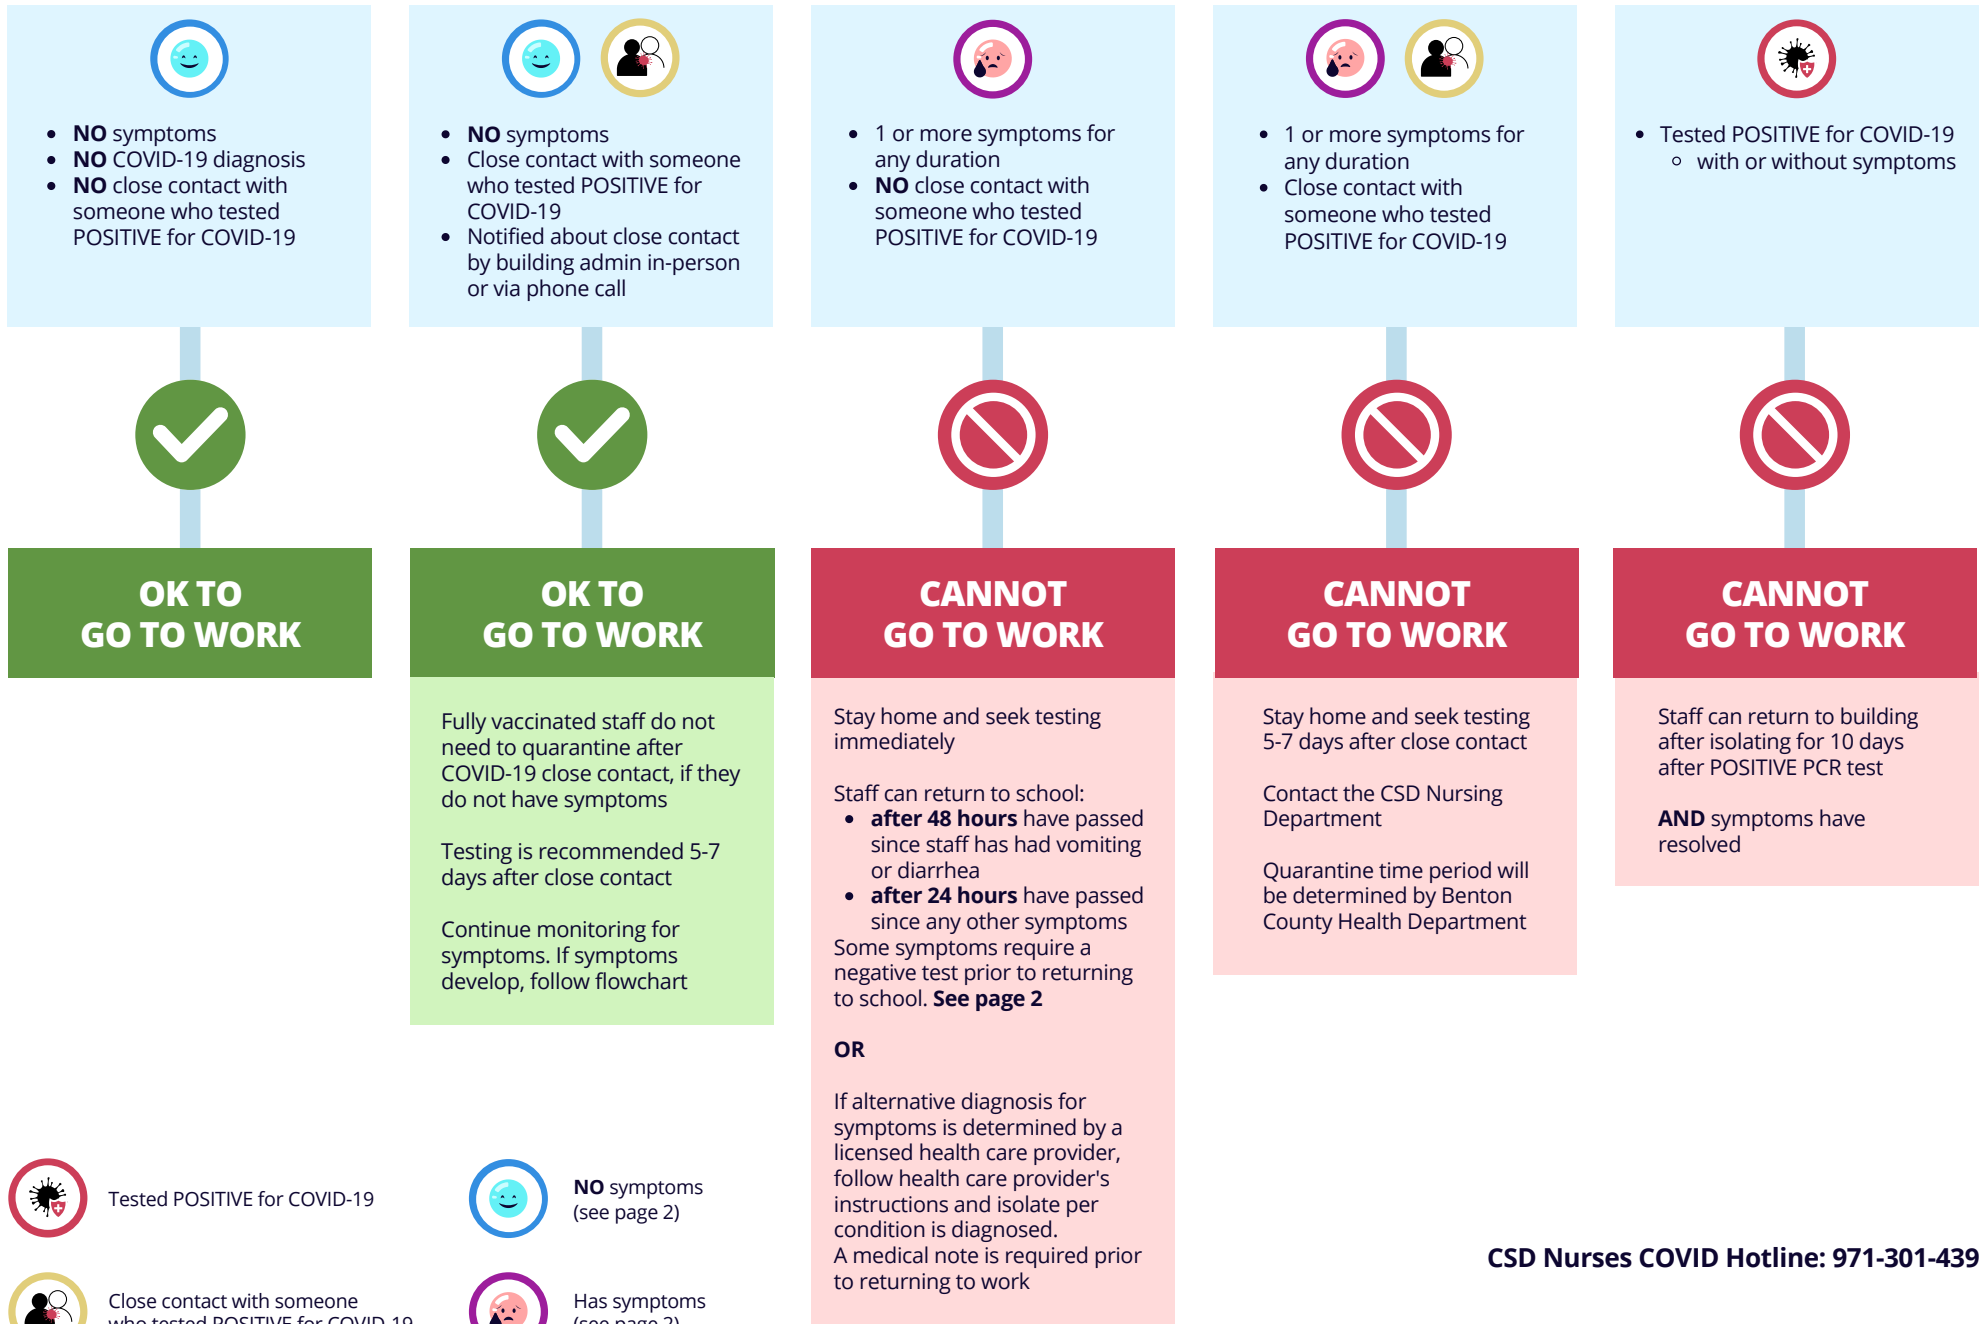 • NO symptoms
• NO COVID-19 diagnosis
• NO close contact with
someone who tested
POSITIVE for COVID-19
• NO symptoms
• Close contact with someone
who tested POSITIVE for
COVID-19
• Notified about close contact
by building admin in-person
or via phone call
• 1 or more symptoms for
any duration
• NO close contact with
someone who tested
POSITIVE for COVID-19
• 1 or more symptoms for
any duration
• Close contact with
someone who tested
POSITIVE for COVID-19
• Tested POSITIVE for COVID-19
◦ with or without symptoms
OK TO
GO TO WORK
OK TO
GO TO WORK
CANNOT
GO TO WORK
CANNOT
GO TO WORK
CANNOT
GO TO WORK
Fully vaccinated staff do not
need to quarantine after
COVID-19 close contact, if they
do not have symptoms
Testing is recommended 5-7
days after close contact
Continue monitoring for
symptoms. If symptoms
develop, follow flowchart
Stay home and seek testing
immediately
Staff can return to school:
• after 48 hours have passed
since staff has had vomiting
or diarrhea
• after 24 hours have passed
since any other symptoms
Some symptoms require a
negative test prior to returning
to school. See page 2
OR
If alternative diagnosis for
symptoms is determined by a
licensed health care provider,
follow health care provider's
instructions and isolate per
condition is diagnosed.
A medical note is required prior
to returning to work
Stay home and seek testing
5-7 days after close contact
Contact the CSD Nursing
Department
Quarantine time period will
be determined by Benton
County Health Department
Staff can return to building
after isolating for 10 days
after POSITIVE PCR test
AND symptoms have
resolved
Tested POSITIVE for COVID-19
NO symptoms
(see page 2)
Close contact with someone
who tested POSITIVE for COVID-19
Has symptoms
(see page 2)
CSD Nurses COVID Hotline: 971-301-439